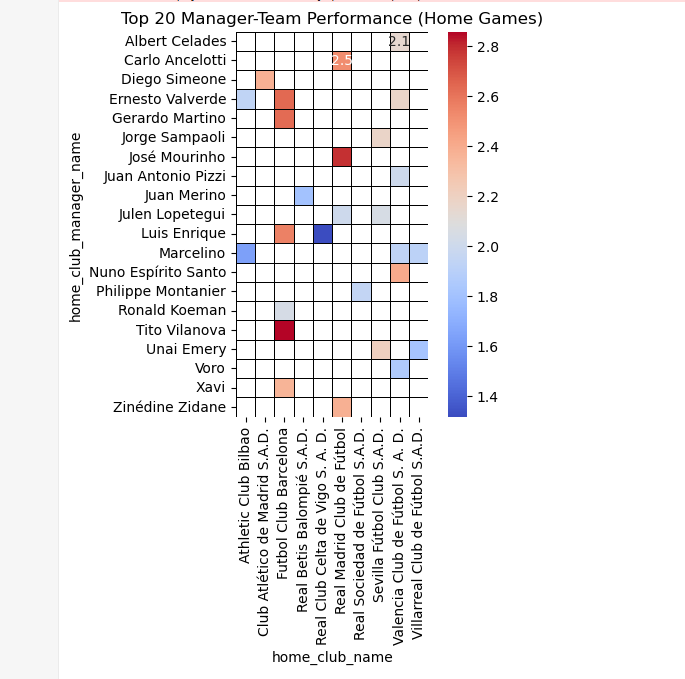 Top 20 Manager-Team Performance (Home Games)
Albert Celades
2.1
Carlo Ancelotti
2.5
Diego Simeone
Ernesto Valverde
Gerardo Martino
Jorge Sampaoli
José Mourinho
Juan Antonio Pizzi
Juan Merino
Julen Lopetegui
Luis Enrique
Marcelino
Nuno Espírito Santo
Philippe Montanier
Ronald Koeman
Tito Vilanova
Unai Emery
Voro
Xavi
Zinédine Zidane
home_club_manager_name
2.8
2.6
2.4
2.2
2.0
1.8
1.6
1.4
Athletic Club Bilbao
Club Atlético de Madrid S.A.D.
Futbol Club Barcelona
Real Betis Balompié S.A.D.
Real Club Celta de Vigo S. A. D.
Real Madrid Club de Fútbol
Real Sociedad de Fútbol S.A.D.
Sevilla Fútbol Club S.A.D.
Valencia Club de Fútbol S. A. D.
Villarreal Club de Fútbol S.A.D.
home_club_name